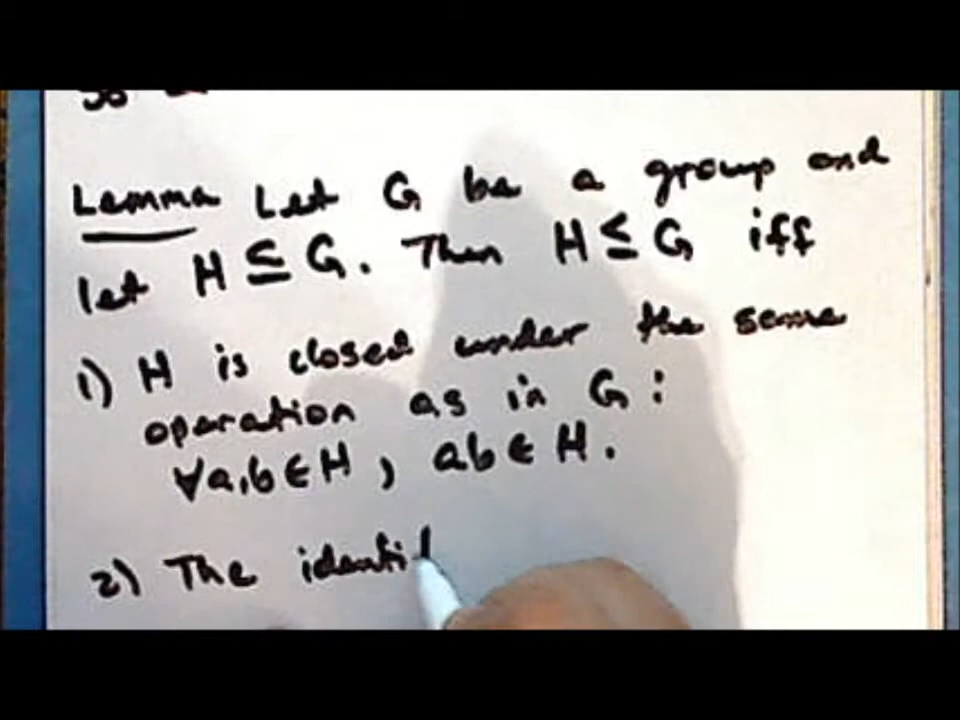 Lemma Let G be a group and
let H ⊆ G. Then H ≤ G iff
1) H is closed under the same
operation as in G:
∀a,b∈H, ab∈H.
2) The identit